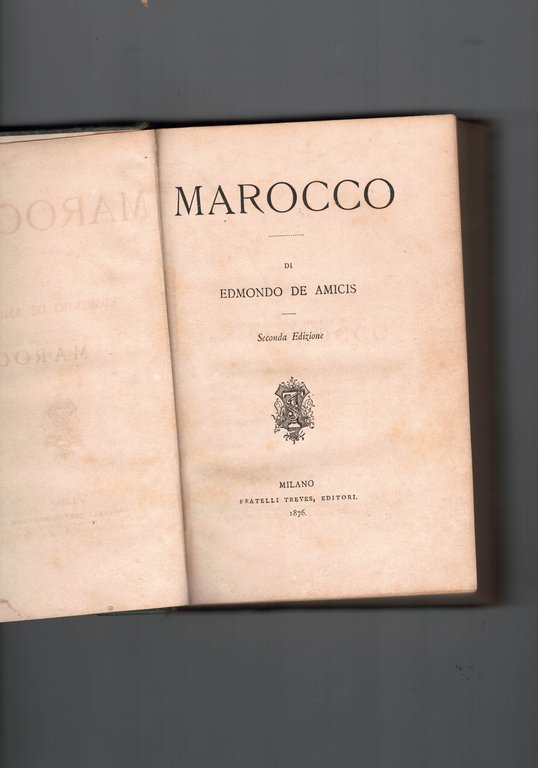 MAROCCO
DI
EDMONDO DE AMICIS
Seconda Edizione
MILANO
FRATELLI TREVES, EDITORI.
1876.